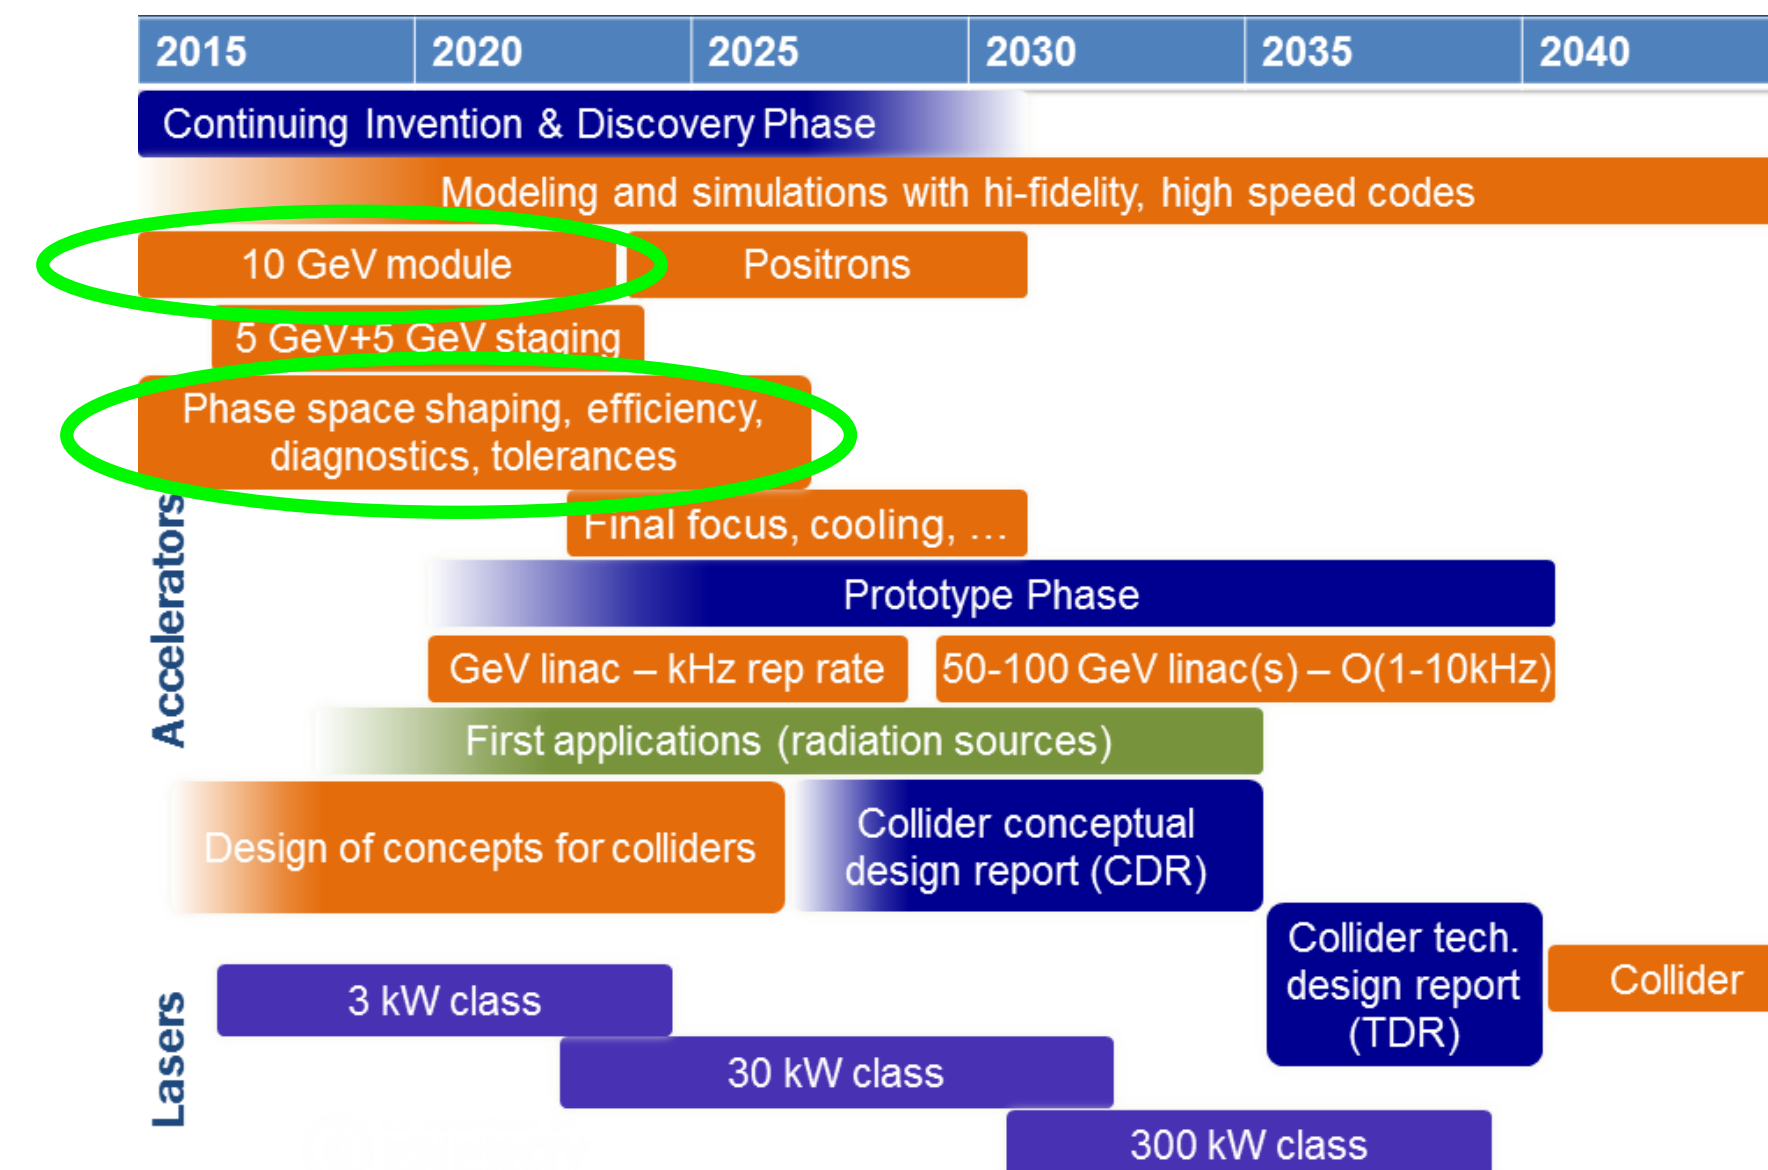 2015 2020 2025 2030 2035 2040
Continuing Invention & Discovery Phase
Modeling and simulations with hi-fidelity, high speed codes
10 GeV module
Positrons
5 GeV+5 GeV staging
Phase space shaping, efficiency,
diagnostics, tolerances
Final focus, cooling, …
Prototype Phase
GeV linac – kHz rep rate
50-100 GeV linac(s) – O(1-10kHz)
First applications (radiation sources)
Design of concepts for colliders
Collider conceptual
design report (CDR)
Collider tech.
design report
(TDR)
Collider
Accelerators
3 kW class
30 kW class
300 kW class
Lasers